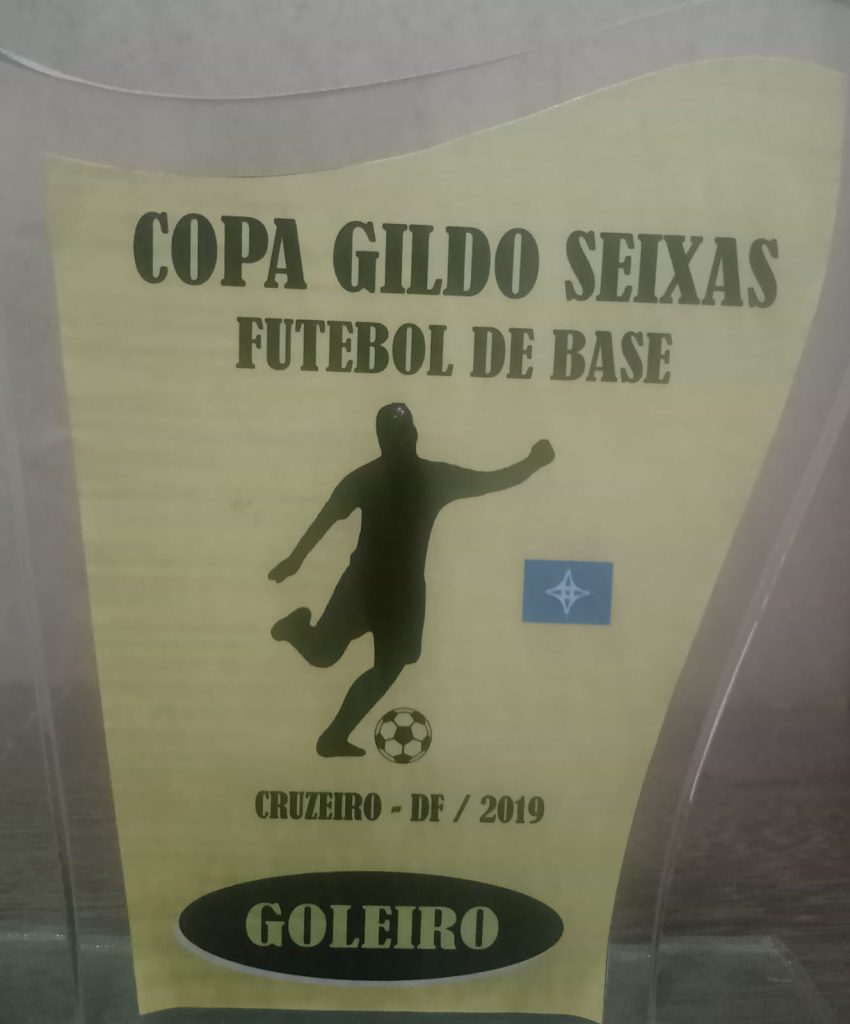 COPA GILDO SEIXAS
FUTEBOL DE BASE
CRUZEIRO - DF / 2019
GOLEIRO